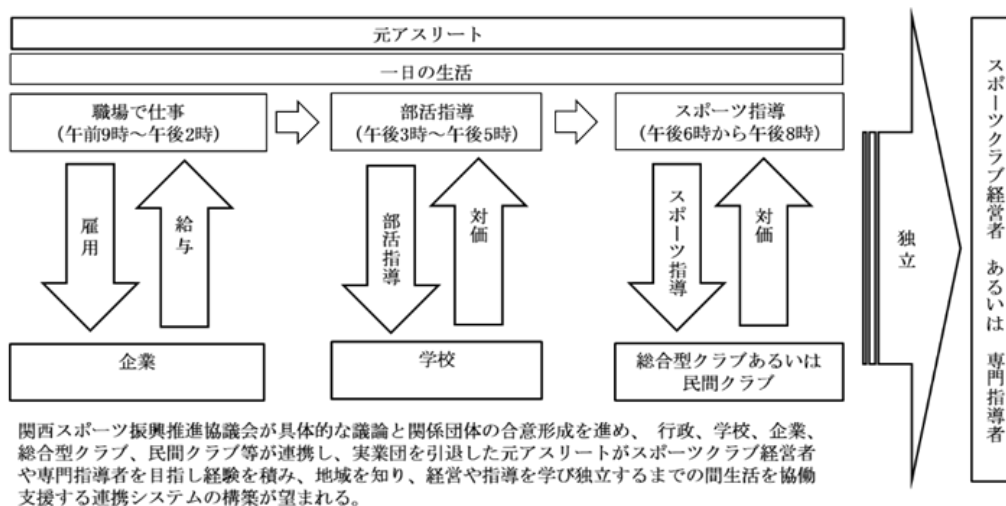 元アスリート
一日の生活
職場で仕事
（午前9時～午後2時）
部活指導
（午後3時～午後5時）
スポーツ指導
（午後6時から午後8時）
雇用
給与
部活指導
対価
スポーツ指導
対価
企業
学校
総合型クラブあるいは
民間クラブ
独立
スポーツクラブ経営者　あるいは　専門指導者
関西スポーツ振興推進協議会が具体的な議論と関係団体の合意形成を進め、 行政、学校、企業、
総合型クラブ、民間クラブ等が連携し、実業団を引退した元アスリートがスポーツクラブ経営者
や専門指導者を目指し経験を積み、地域を知り、経営や指導を学び独立するまでの間生活を協働
支援する連携システムの構築が望まれる。